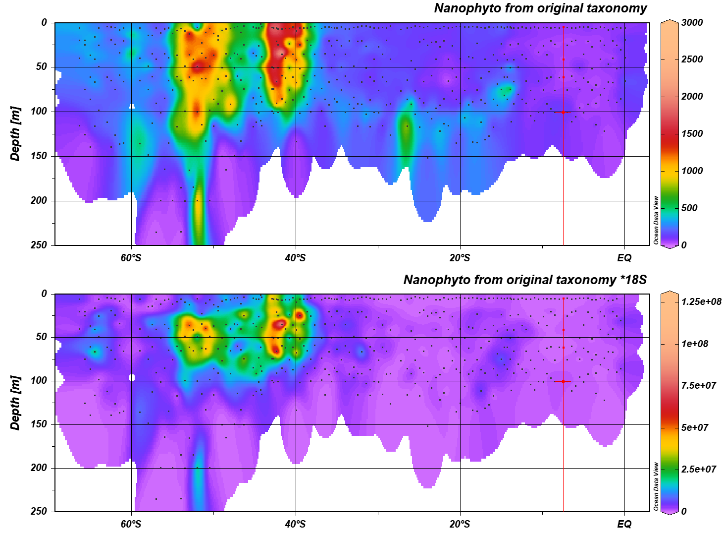 Nanophyto from original taxonomy
0
50
100
150
200
250
Depth [m]
60°S
40°S
20°S
EQ
3000
2500
2000
1500
1000
500
0
Ocean Data View
Nanophyto from original taxonomy *18S
0
50
100
150
200
250
Depth [m]
60°S
40°S
20°S
EQ
1.25e+08
1e+08
7.5e+07
5e+07
2.5e+07
0
Ocean Data View